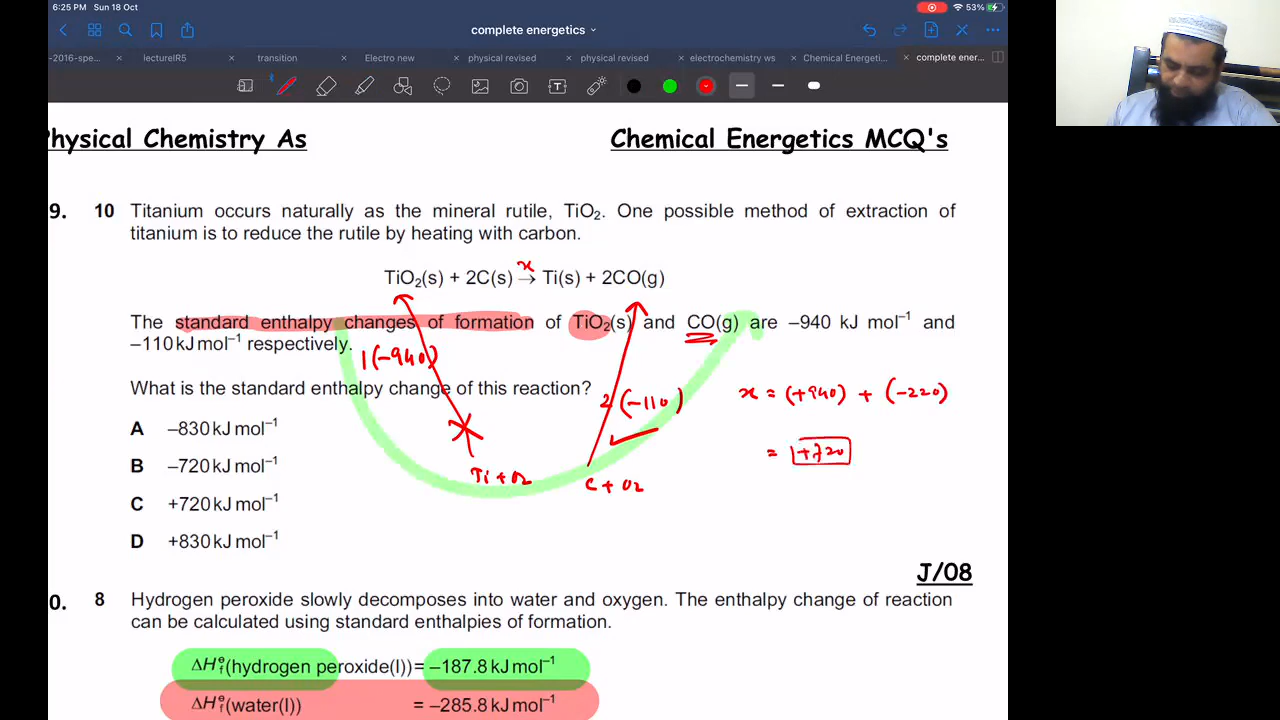 6:25 PM Sun 18 Oct
53%
complete energetics
-2016-spe...
lectureIR5
transition
Electro new
physical revised
physical revised
electrochemistry ws
Chemical Energeti...
complete ener...
Physical Chemistry As
Chemical Energetics MCQ's
9. 10 Titanium occurs naturally as the mineral rutile, TiO₂. One possible method of extraction of
titanium is to reduce the rutile by heating with carbon.
x
TiO₂(s) + 2C(s) → Ti(s) + 2CO(g)
The standard enthalpy changes of formation of TiO₂(s) and CO(g) are –940 kJ mol⁻¹ and
–110 kJ mol⁻¹ respectively.
1(-940)
What is the standard enthalpy change of this reaction?
x = (+940) + (-220)
2(-110)
A –830 kJ mol⁻¹
= +720
B –720 kJ mol⁻¹
Ti + O₂
C + O₂
C +720 kJ mol⁻¹
D +830 kJ mol⁻¹
J/08
0. 8 Hydrogen peroxide slowly decomposes into water and oxygen. The enthalpy change of reaction
can be calculated using standard enthalpies of formation.
ΔH_f^⦵(hydrogen peroxide(l)) = –187.8 kJ mol⁻¹
ΔH_f^⦵(water(l)) = –285.8 kJ mol⁻¹